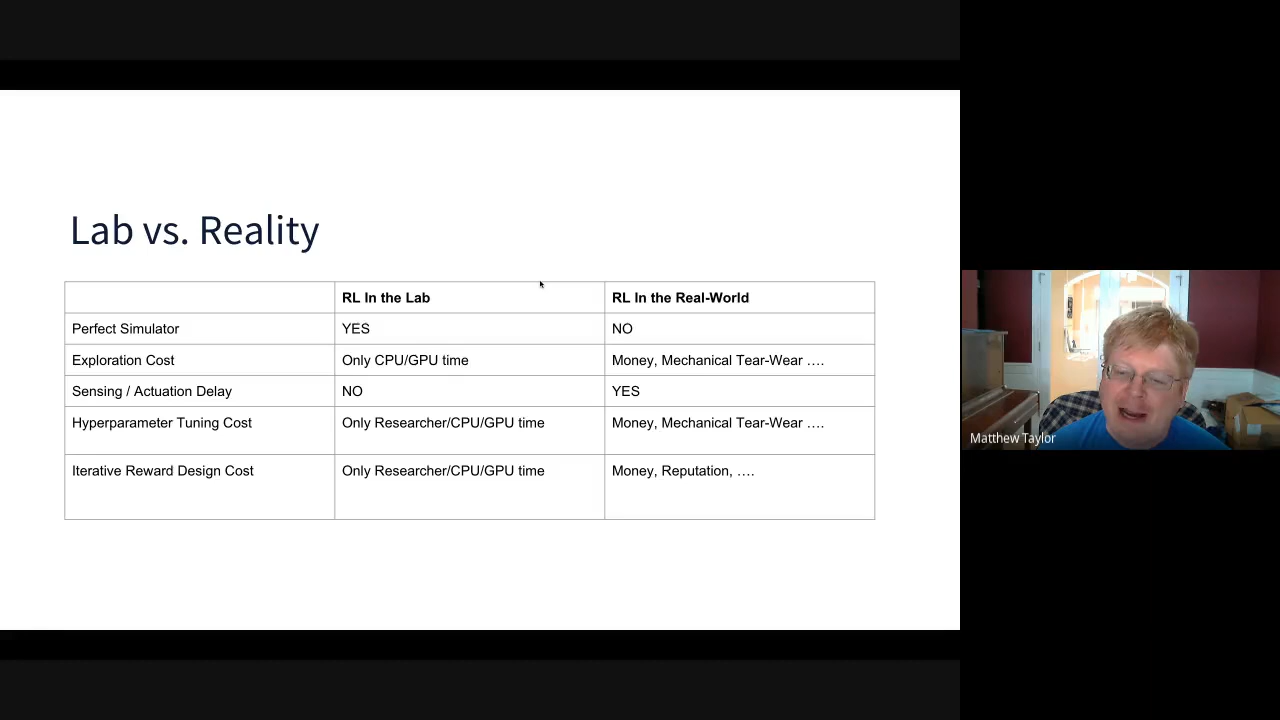 Lab vs. Reality
RL In the Lab RL In the Real-World
Perfect Simulator YES NO
Exploration Cost Only CPU/GPU time Money, Mechanical Tear-Wear ….
Sensing / Actuation Delay NO YES
Hyperparameter Tuning Cost Only Researcher/CPU/GPU time Money, Mechanical Tear-Wear ….
Iterative Reward Design Cost Only Researcher/CPU/GPU time Money, Reputation, ….
Matthew Taylor